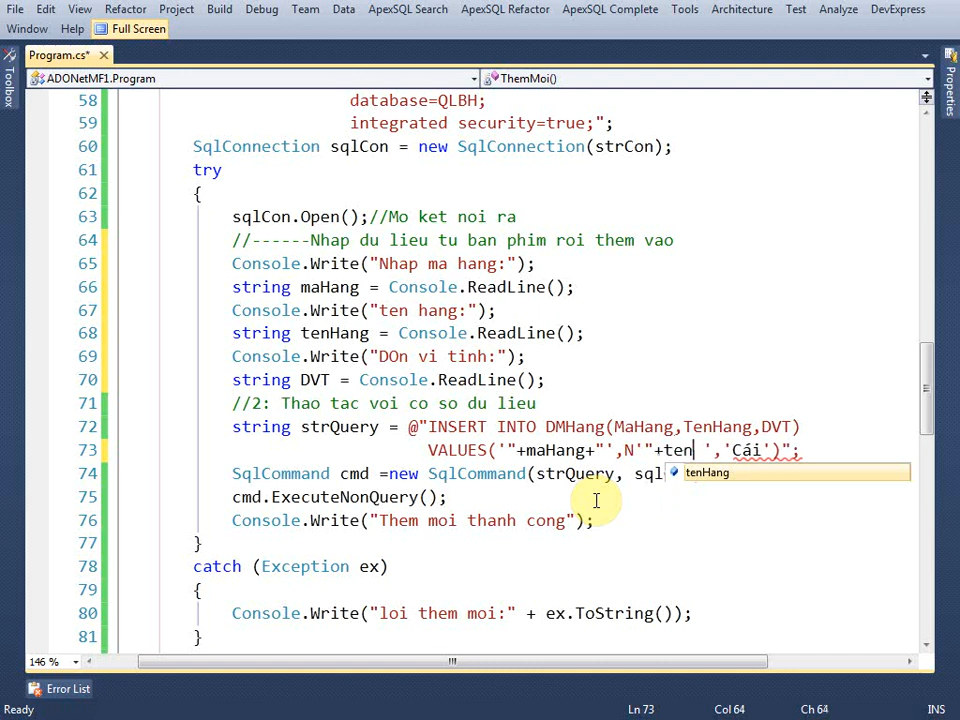 File Edit View Refactor Project Build Debug Team Data ApexSQL Search ApexSQL Refactor ApexSQL Complete Tools Architecture Test Analyze DevExpress
Window Help Full Screen
Program.cs*
Toolbox
Properties
ADONetMF1.Program
ThemMoi()
58 database=QLBH;
59 integrated security=true;";
60 SqlConnection sqlCon = new SqlConnection(strCon);
61 try
62 {
63 sqlCon.Open();//Mo ket noi ra
64 //------Nhap du lieu tu ban phim roi them vao
65 Console.Write("Nhap ma hang:");
66 string maHang = Console.ReadLine();
67 Console.Write("ten hang:");
68 string tenHang = Console.ReadLine();
69 Console.Write("DOn vi tinh:");
70 string DVT = Console.ReadLine();
71 //2: Thao tac voi co so du lieu
72 string strQuery = @"INSERT INTO DMHang(MaHang,TenHang,DVT)
73 VALUES('"+maHang+"',N'"+ten ','Cái')";
74 SqlCommand cmd =new SqlCommand(strQuery, sql
tenHang
75 cmd.ExecuteNonQuery();
76 Console.Write("Them moi thanh cong");
77 }
78 catch (Exception ex)
79 {
80 Console.Write("loi them moi:" + ex.ToString());
81 }
146 %
Error List
Ready Ln 73 Col 64 Ch 64 INS